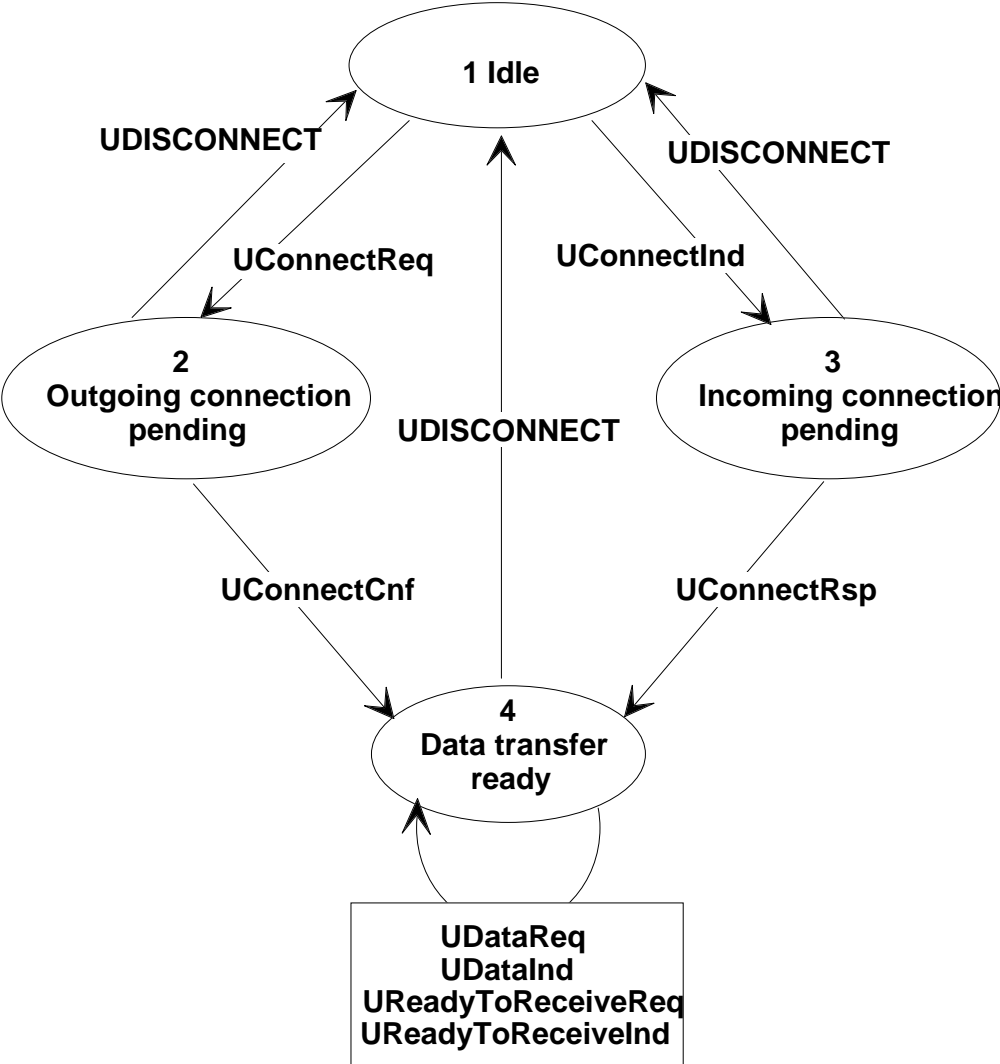 1 Idle
UDISCONNECT
UDISCONNECT
UConnectReq
UConnectInd
2
Outgoing connection
pending
3
Incoming connection
pending
UDISCONNECT
UConnectCnf
UConnectRsp
4
Data transfer
ready
UDataReq
UDataInd
UReadyToReceiveReq
UReadyToReceiveInd